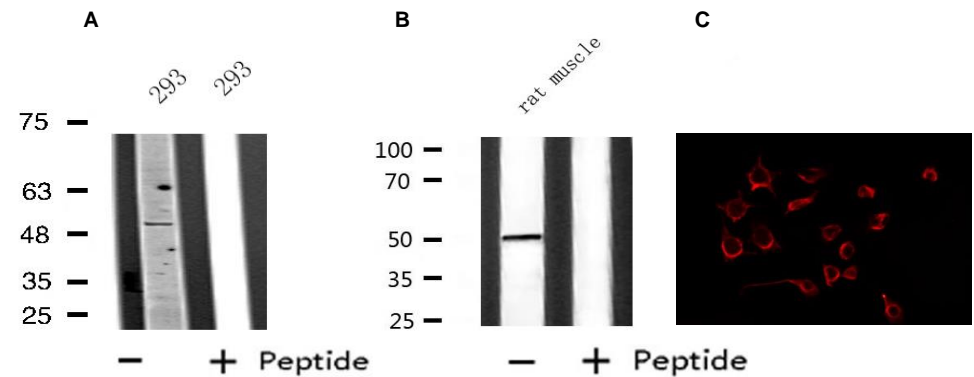 A
B
C
293
293
rat muscle
75
63
48
35
25
100
70
50
35
25
− + Peptide
− + Peptide